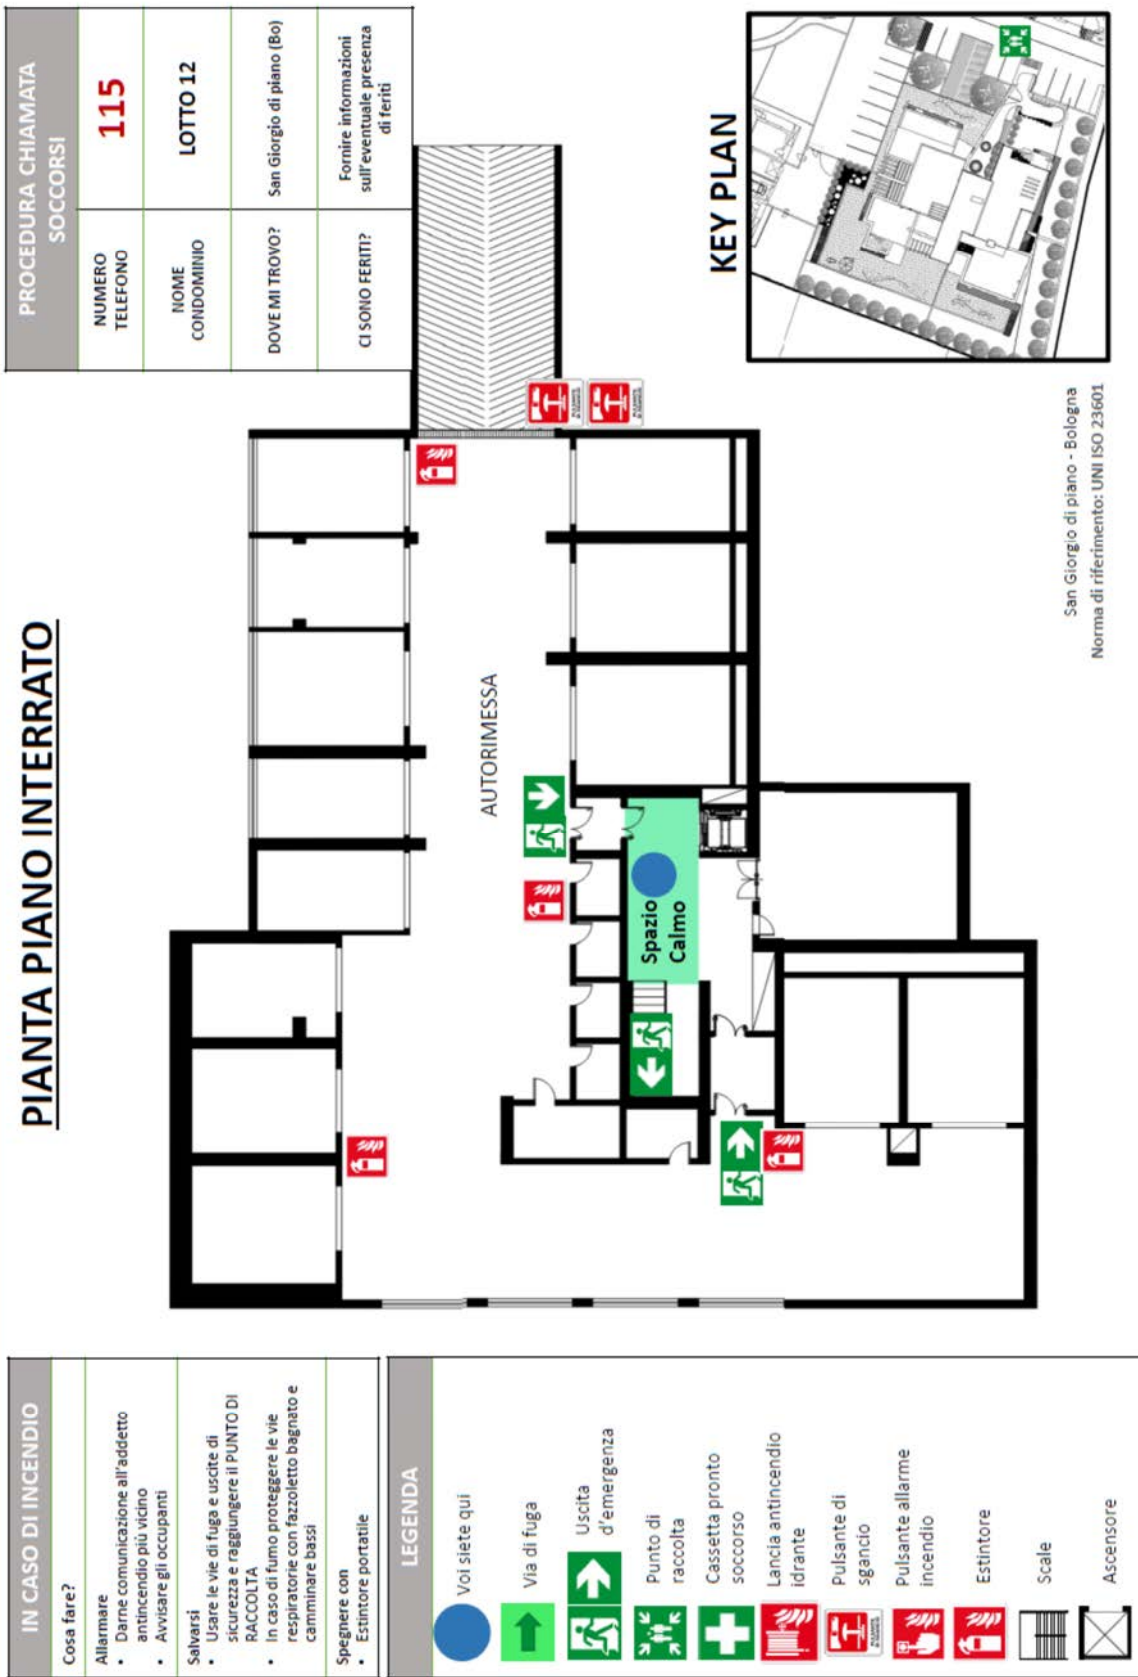 PIANTA PIANO INTERRATO
IN CASO DI INCENDIO
Cosa fare?
Allarmare
• Darne comunicazione all'addetto
antincendio più vicino
• Avvisare gli occupanti
Salvarsi
• Usare le vie di fuga e uscite di
sicurezza e raggiungere il PUNTO DI
RACCOLTA
• In caso di fumo proteggere le vie
respiratorie con fazzoletto bagnato e
camminare bassi
Spegnere con
• Estintore portatile
LEGENDA
Voi siete qui
Via di fuga
Uscita
d'emergenza
Punto di
raccolta
Cassetta pronto
soccorso
Lancia antincendio
idrante
Pulsante di
sgancio
Pulsante allarme
incendio
Estintore
Scale
Ascensore
AUTORIMESSA
Spazio
Calmo
PROCEDURA CHIAMATA
SOCCORSI
NUMERO
TELEFONO
115
NOME
CONDOMINIO
LOTTO 12
DOVE MI TROVO?
San Giorgio di piano (Bo)
CI SONO FERITI?
Fornire informazioni
sull'eventuale presenza
di feriti
KEY PLAN
San Giorgio di piano - Bologna
Norma di riferimento: UNI ISO 23601